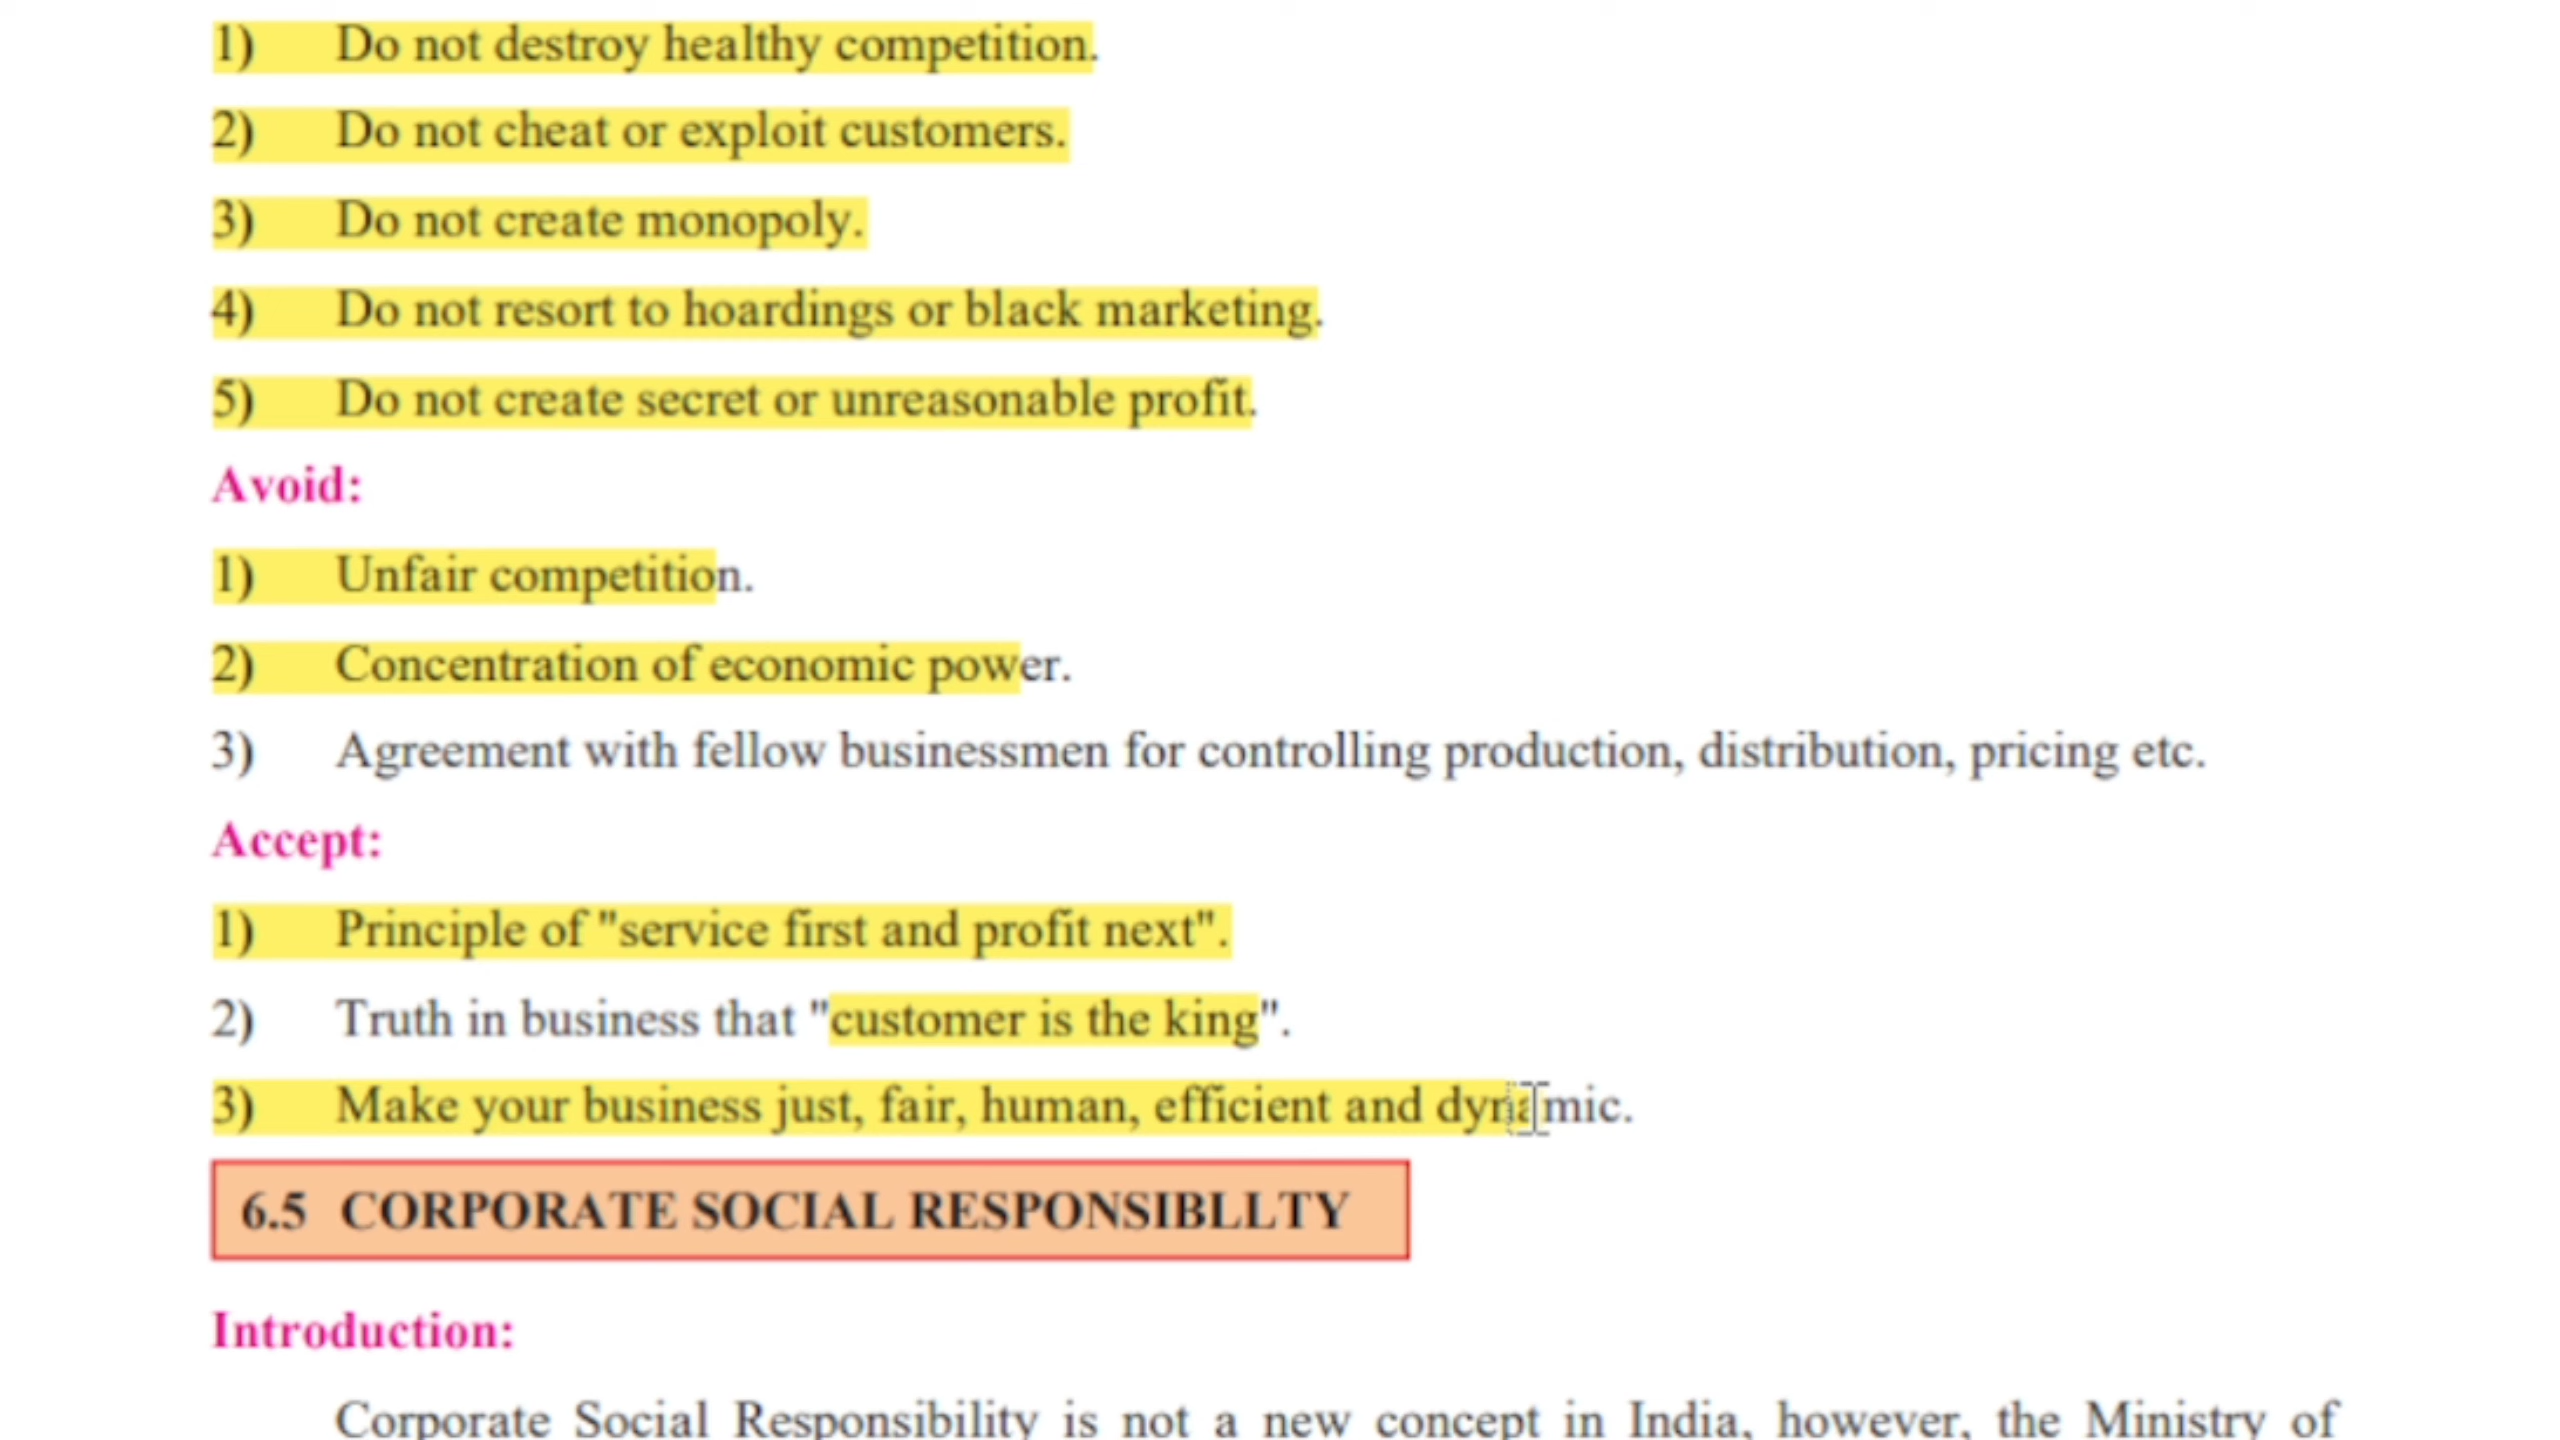 1) Do not destroy healthy competition.
2) Do not cheat or exploit customers.
3) Do not create monopoly.
4) Do not resort to hoardings or black marketing.
5) Do not create secret or unreasonable profit.
Avoid:
1) Unfair competition.
2) Concentration of economic power.
3) Agreement with fellow businessmen for controlling production, distribution, pricing etc.
Accept:
1) Principle of "service first and profit next".
2) Truth in business that "customer is the king".
3) Make your business just, fair, human, efficient and dynamic.
6.5 CORPORATE SOCIAL RESPONSIBLLTY
Introduction:
Corporate Social Responsibility is not a new concept in India, however, the Ministry of